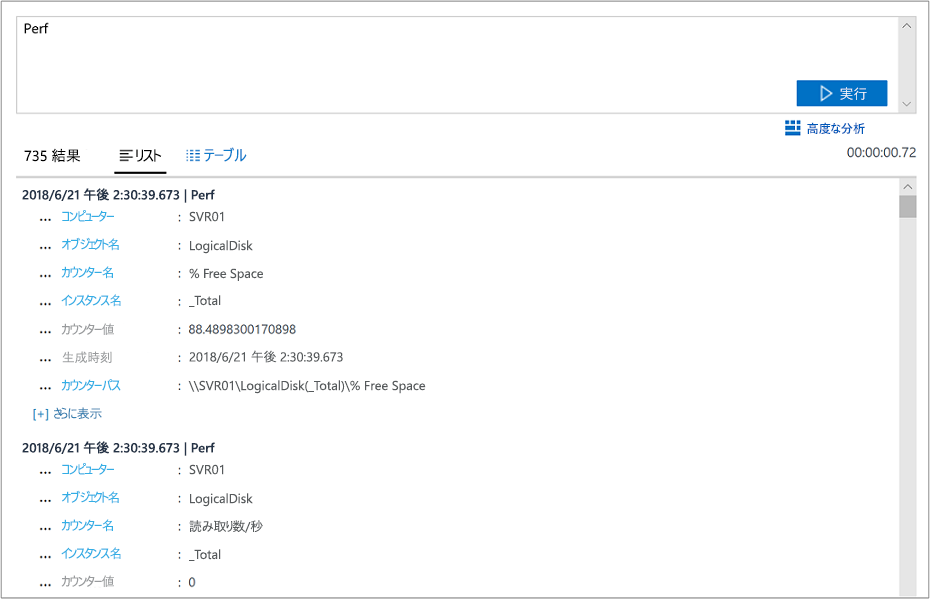 Perf
実行
高度な分析
735 結果 リスト テーブル 00:00:00.72
2018/6/21 午後 2:30:39.673 | Perf
... コンピューター : SVR01
... オブジェクト名 : LogicalDisk
... カウンター名 : % Free Space
... インスタンス名 : _Total
... カウンター値 : 88.4898300170898
... 生成時刻 : 2018/6/21 午後 2:30:39.673
... カウンターパス : \\SVR01\LogicalDisk(_Total)\% Free Space
[+] さらに表示
2018/6/21 午後 2:30:39.673 | Perf
... コンピューター : SVR01
... オブジェクト名 : LogicalDisk
... カウンター名 : 読み取り数/秒
... インスタンス名 : _Total
... カウンター値 : 0